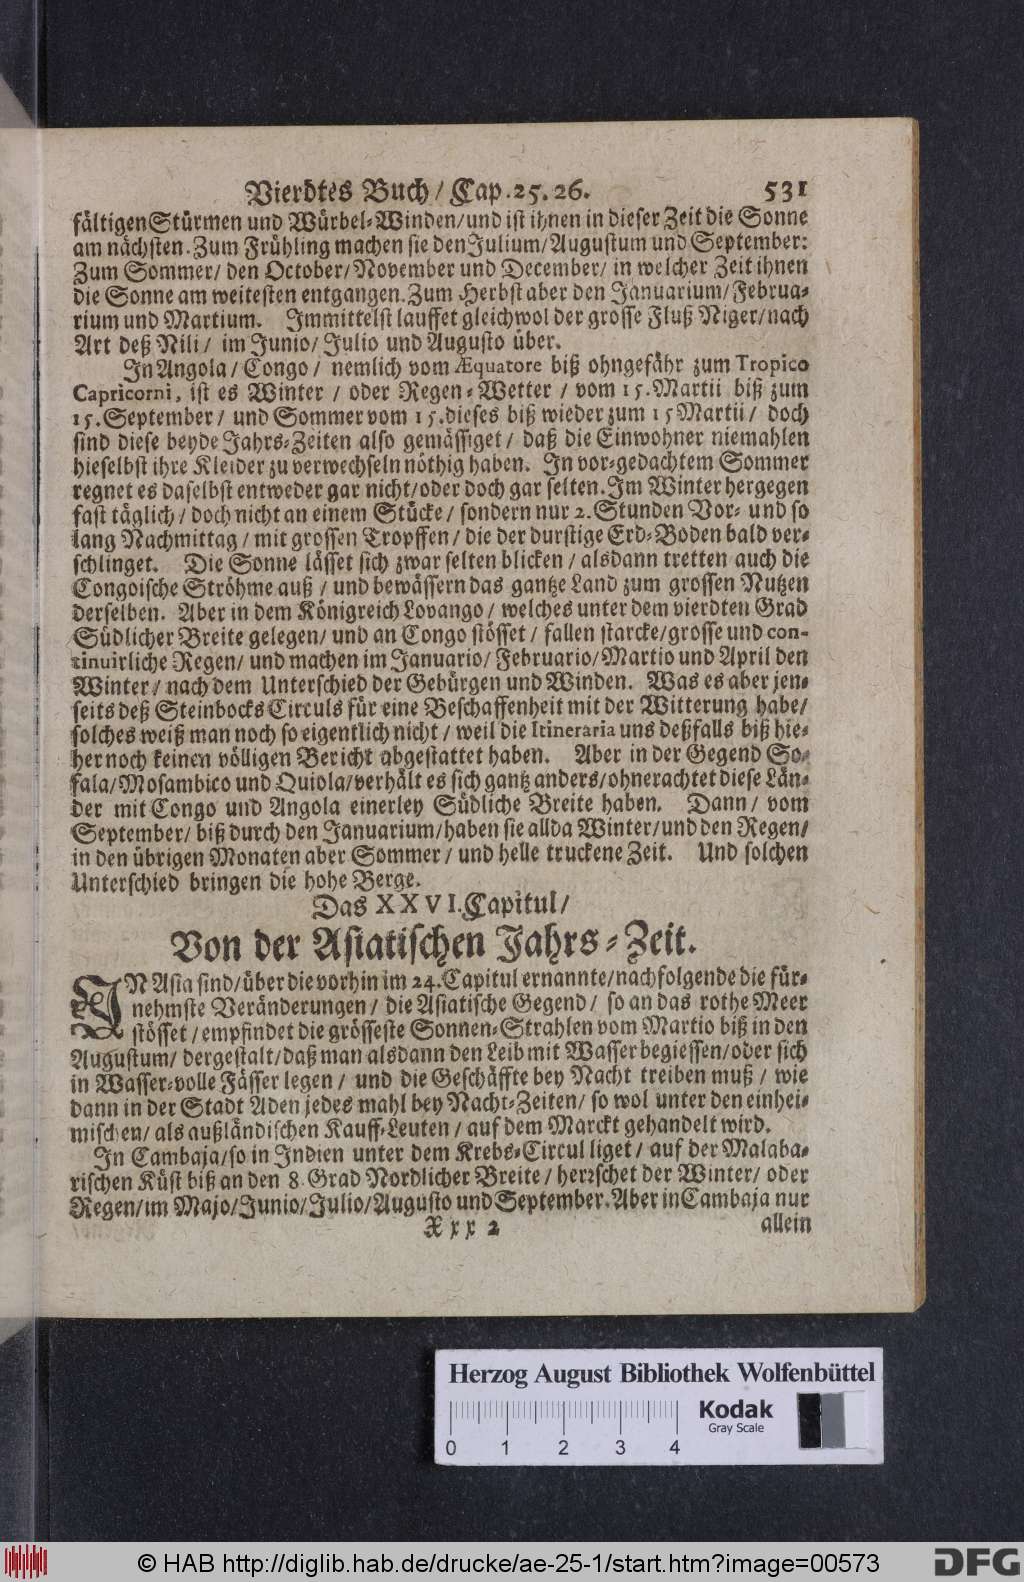 Vierdtes Buch / Cap. 25. 26. 531
fältigen Stürmen und Würbel-Winden/und ist ihnen in dieser Zeit die Sonne
am nächsten. Zum Frühling machen sie den Julium/Augustum und September:
Zum Sommer/ den October/November und December/ in welcher Zeit ihnen
die Sonne am weitesten entgangen. Zum Herbst aber den Januarium/Februa-
rium und Martium. Immittelst lauffet gleichwol der grosse Fluß Niger/nach
Art deß Nili/ im Junio/ Julio und Augusto über.
In Angola/ Congo/ nemlich vom Æquatore biß ohngefähr zum Tropico
Capricorni, ist es Winter / oder Regen-Wetter / vom 15. Martii biß zum
15. September/ und Sommer vom 15. dieses biß wieder zum 15 Martii/ doch
sind diese beyde Jahrs-Zeiten also gemässiget/ daß die Einwohner niemahlen
hieselbst ihre Kleider zu verwechseln nöthig haben. In vor-gedachtem Sommer
regnet es daselbst entweder gar nicht/oder doch gar selten. Im Winter hergegen
fast täglich/ doch nicht an einem Stücke/ sondern nur 2. Stunden Vor- und so
lang Nachmittag/ mit grossen Tropffen/ die der durstige Erd-Boden bald ver-
schlinget. Die Sonne lässet sich zwar selten blicken/ alsdann tretten auch die
Congoische Ströhme auß/ und bewässern das gantze Land zum grossen Nutzen
derselben. Aber in dem Königreich Lovango/ welches unter dem vierdten Grad
Südlicher Breite gelegen/ und an Congo stösset/ fallen starcke/grosse und con-
tinuirliche Regen/ und machen im Januario/ Februario/Martio und April den
Winter/ nach dem Unterschied der Gebürgen und Winden. Was es aber jen-
seits deß Steinbocks Circuls für eine Beschaffenheit mit der Witterung habe/
solches weiß man noch so eigentlich nicht/ weil die Itineraria uns deßfalls biß hie-
her noch keinen völligen Bericht abgestattet haben. Aber in der Gegend So-
fala/Mosambico und Quiola/verhält es sich gantz anders/ohnerachtet diese Län-
der mit Congo und Angola einerley Südliche Breite haben. Dann/ vom
September/ biß durch den Januarium/haben sie allda Winter/und den Regen/
in den übrigen Monaten aber Sommer/ und helle truckene Zeit. Und solchen
Unterschied bringen die hohe Berge.
Das XXVI. Capitul/
Von der Asiatischen Jahrs-Zeit.
IN Asia sind/über die vorhin im 24. Capitul ernannte/nachfolgende die für-
nehmste Veränderungen/ die Asiatische Gegend/ so an das rothe Meer
stösset/empfindet die grösseste Sonnen-Strahlen vom Martio biß in den
Augustum/ dergestalt/daß man alsdann den Leib mit Wasser begiessen/oder sich
in Wasser-volle Fässer legen/ und die Geschäffte bey Nacht treiben muß/ wie
dann in der Stadt Aden jedes mahl bey Nacht-Zeiten/ so wol unter den einhei-
mischen/ als außländischen Kauff-Leuten/ auf dem Marckt gehandelt wird.
In Cambaja/so in Indien unter dem Krebs-Circul liget/ auf der Malaba-
rischen Küst biß an den 8. Grad Nordlicher Breite/ herrschet der Winter/ oder
Regen/im Majo/Junio/Julio/Augusto und September. Aber in Cambaja nur
Xxx 2 allein
Herzog August Bibliothek Wolfenbüttel
Kodak
Gray Scale
0 1 2 3 4
© HAB http://diglib.hab.de/drucke/ae-25-1/start.htm?image=00573
DFG